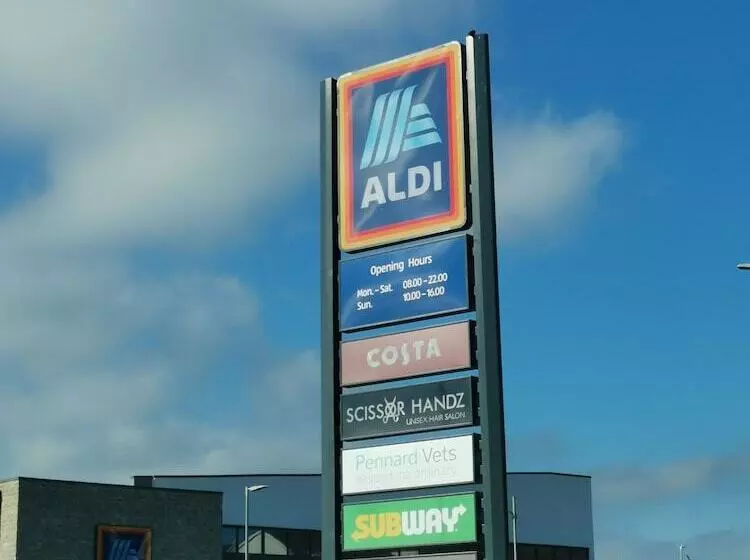 ALDI
Opening Hours
Mon. – Sat. 08.00 – 22.00
Sun. 10.00 – 16.00
COSTA
SCISSOR HANDZ
UNISEX HAIR SALON
Pennard Vets
SUBWAY